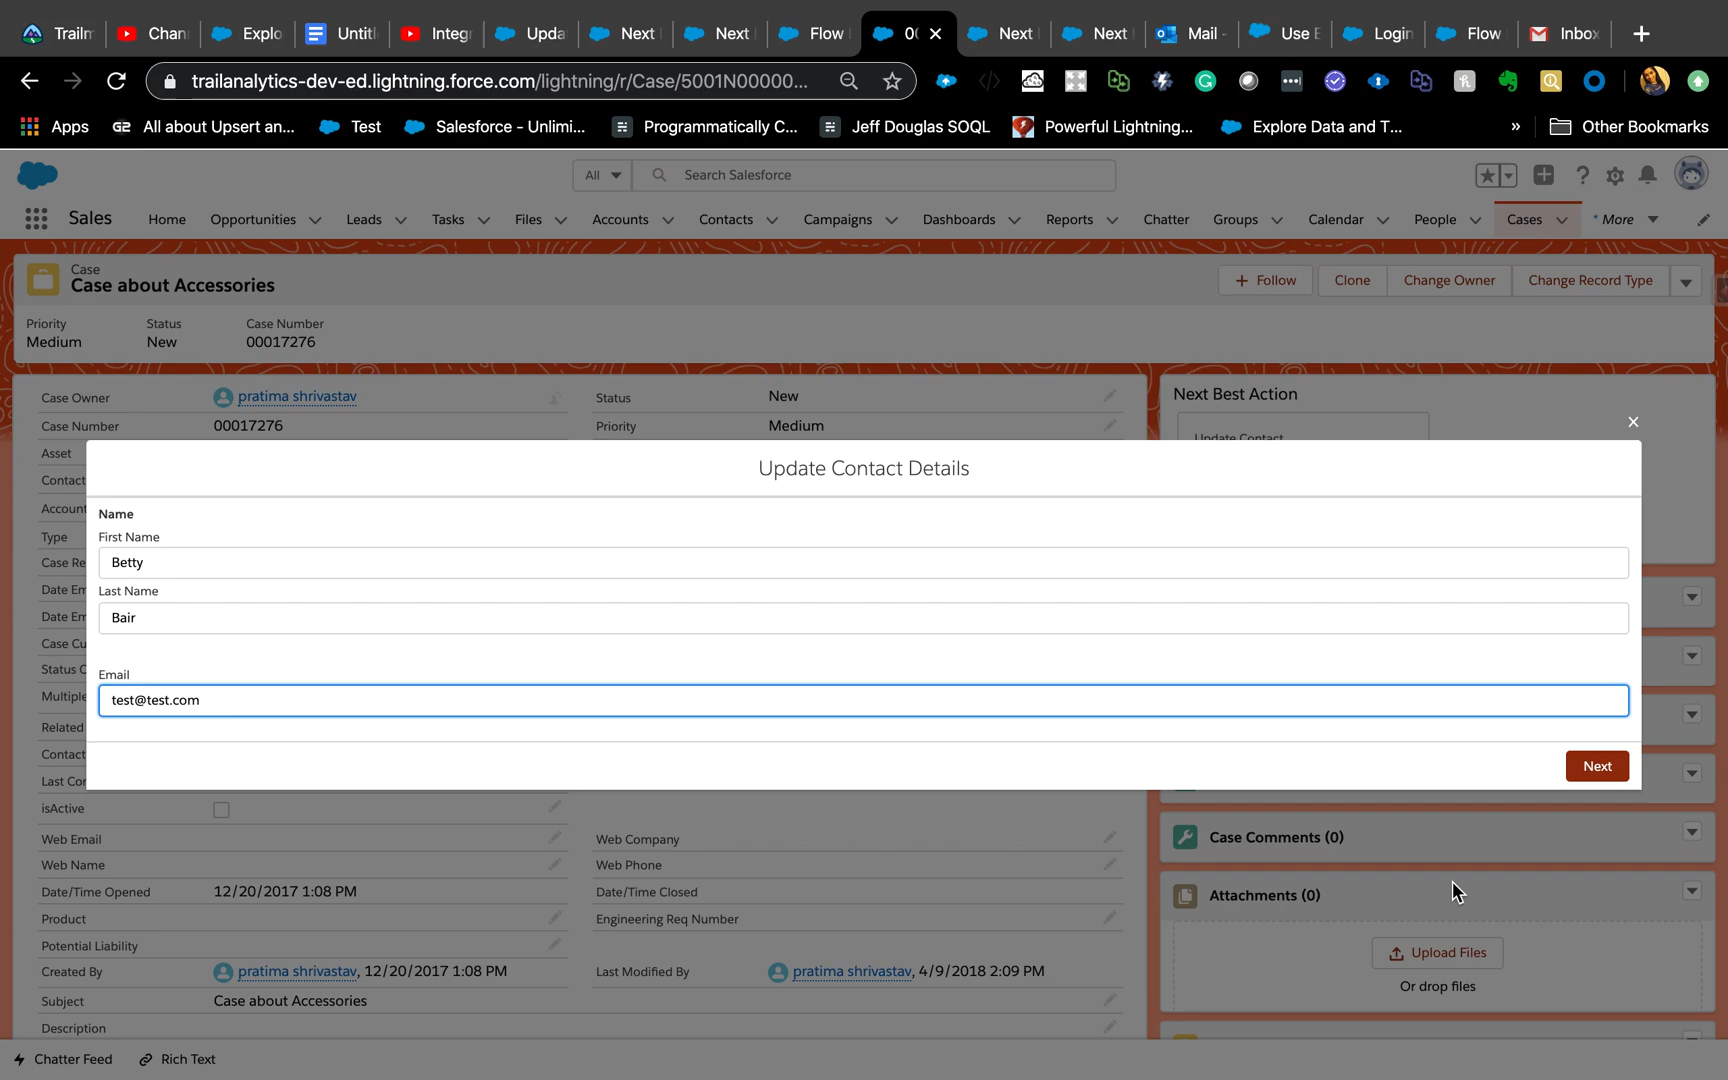 Trailm
Chan
Explo
Untitl
Integr
Upda
Next
Next
Flow
Next
Next
Mail -
Use E
Login
Flow
Inbox
trailanalytics-dev-ed.lightning.force.com/lightning/r/Case/5001N00000...
Apps
All about Upsert an...
Test
Salesforce - Unlimi...
Programmatically C...
Jeff Douglas SOQL
Powerful Lightning...
Explore Data and T...
»
Other Bookmarks
All
Search Salesforce
Sales
Home
Opportunities
Leads
Tasks
Files
Accounts
Contacts
Campaigns
Dashboards
Reports
Chatter
Groups
Calendar
People
Cases
* More
Case
Case about Accessories
+ Follow
Clone
Change Owner
Change Record Type
Priority
Status
Case Number
Medium
New
00017276
Case Owner
pratima shrivastav
Status
New
Next Best Action
Case Number
00017276
Priority
Medium
Update Contact
Asset
Contact
Account
Type
Case Re
Date Em
Date Em
Case Cu
Status C
Multiple
Related
Contact
Last Con
Update Contact Details
Name
First Name
Betty
Last Name
Bair
Email
test@test.com
Next
isActive
Web Email
Web Company
Case Comments (0)
Web Name
Web Phone
Date/Time Opened
12/20/2017 1:08 PM
Date/Time Closed
Attachments (0)
Product
Engineering Req Number
Potential Liability
Upload Files
Created By
pratima shrivastav, 12/20/2017 1:08 PM
Last Modified By
pratima shrivastav, 4/9/2018 2:09 PM
Or drop files
Subject
Case about Accessories
Description
Chatter Feed
Rich Text